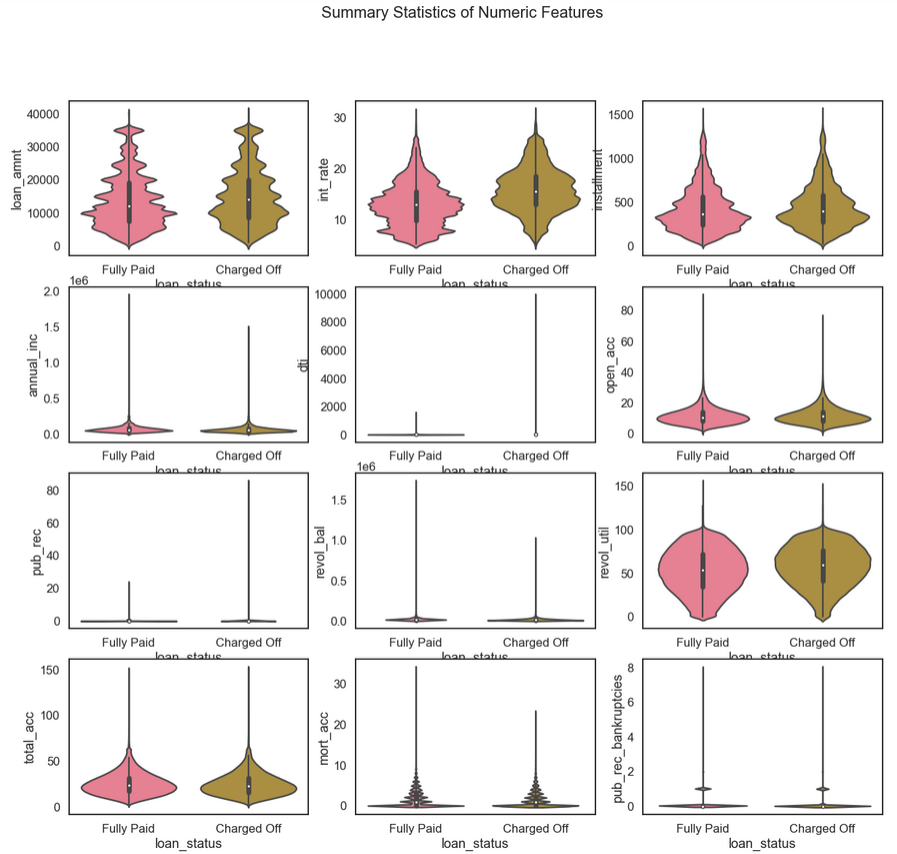 Summary Statistics of Numeric Features
40000
30000
20000
10000
0
loan_amnt
Fully Paid
Charged Off
loan_status
30
20
10
int_rate
Fully Paid
Charged Off
1500
1000
500
0
installment
Fully Paid
Charged Off
loan_status
1e6
2.0
1.5
1.0
0.5
0.0
annual_inc
Fully Paid
Charged Off
loan_status
10000
8000
6000
4000
2000
0
dti
Fully Paid
Charged Off
80
60
40
20
0
open_acc
Fully Paid
Charged Off
loan_status
80
60
40
20
0
pub_rec
Fully Paid
Charged Off
loan_status
1e6
1.5
1.0
0.5
0.0
revol_bal
Fully Paid
Charged Off
150
100
50
0
revol_util
Fully Paid
Charged Off
loan_status
150
100
50
0
total_acc
Fully Paid
Charged Off
loan_status
30
20
10
0
mort_acc
Fully Paid
Charged Off
loan_status
8
6
4
2
0
pub_rec_bankruptcies
Fully Paid
Charged Off
loan_status